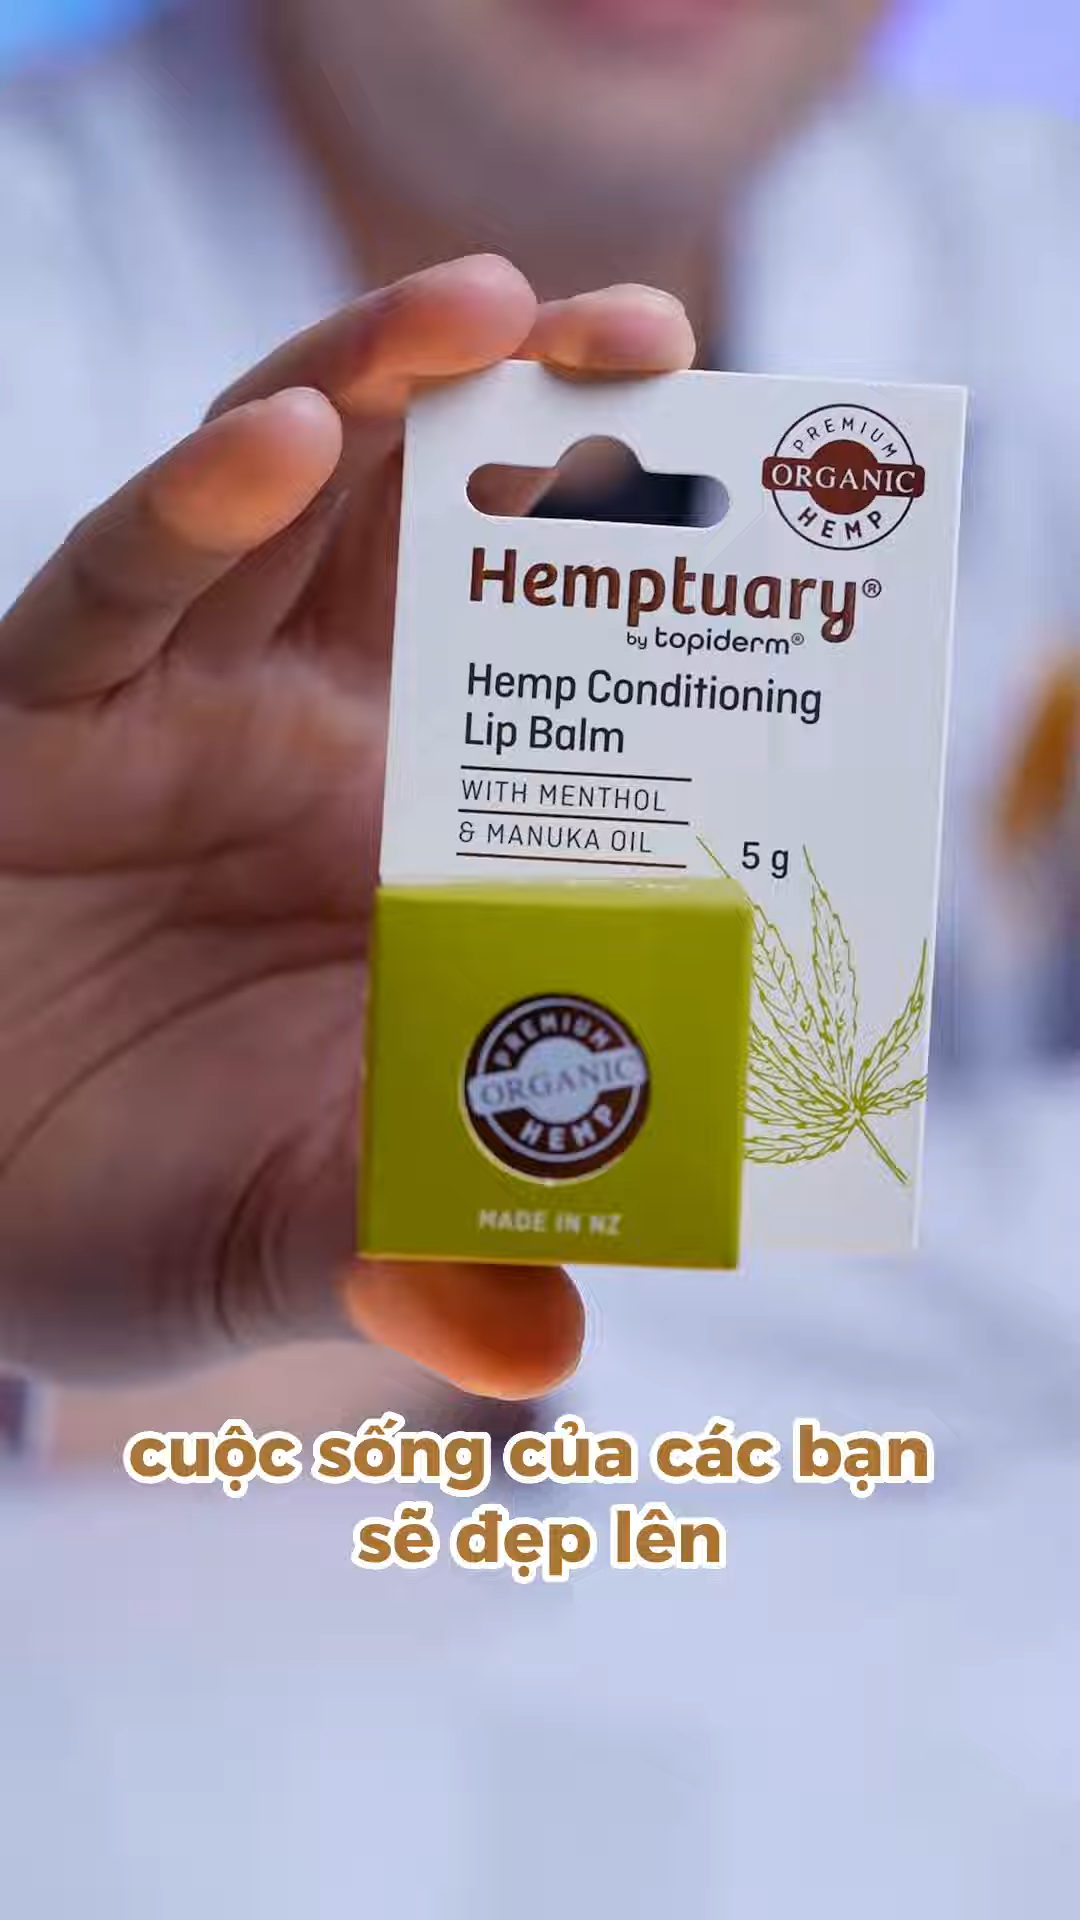 PREMIUM
ORGANIC
HEMP
Hemptuary®
by topiderm®
Hemp Conditioning
Lip Balm
WITH MENTHOL
& MANUKA OIL
5 g
PREMIUM
ORGANIC
HEMP
MADE IN NZ
cuộc sống của các bạn
sẽ đẹp lên